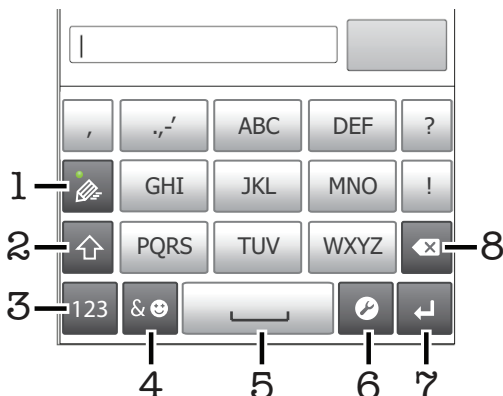 , .,-′ ABC DEF ?
1 GHI JKL MNO !
2 PQRS TUV WXYZ 8
3 123 &
4 5 6 7